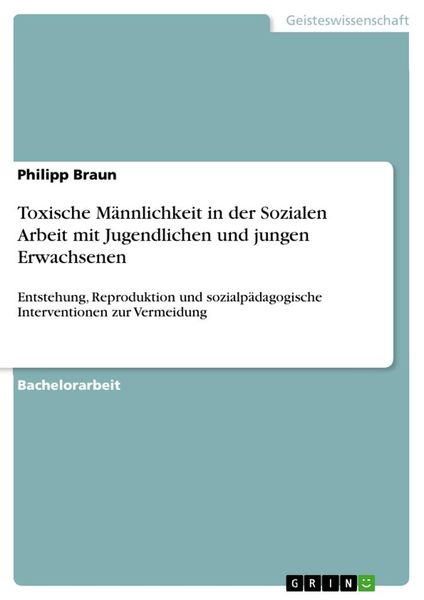 Geisteswissenschaft
Philipp Braun
Toxische Männlichkeit in der Sozialen
Arbeit mit Jugendlichen und jungen
Erwachsenen
Entstehung, Reproduktion und sozialpädagogische
Interventionen zur Vermeidung
Bachelorarbeit
GRIN